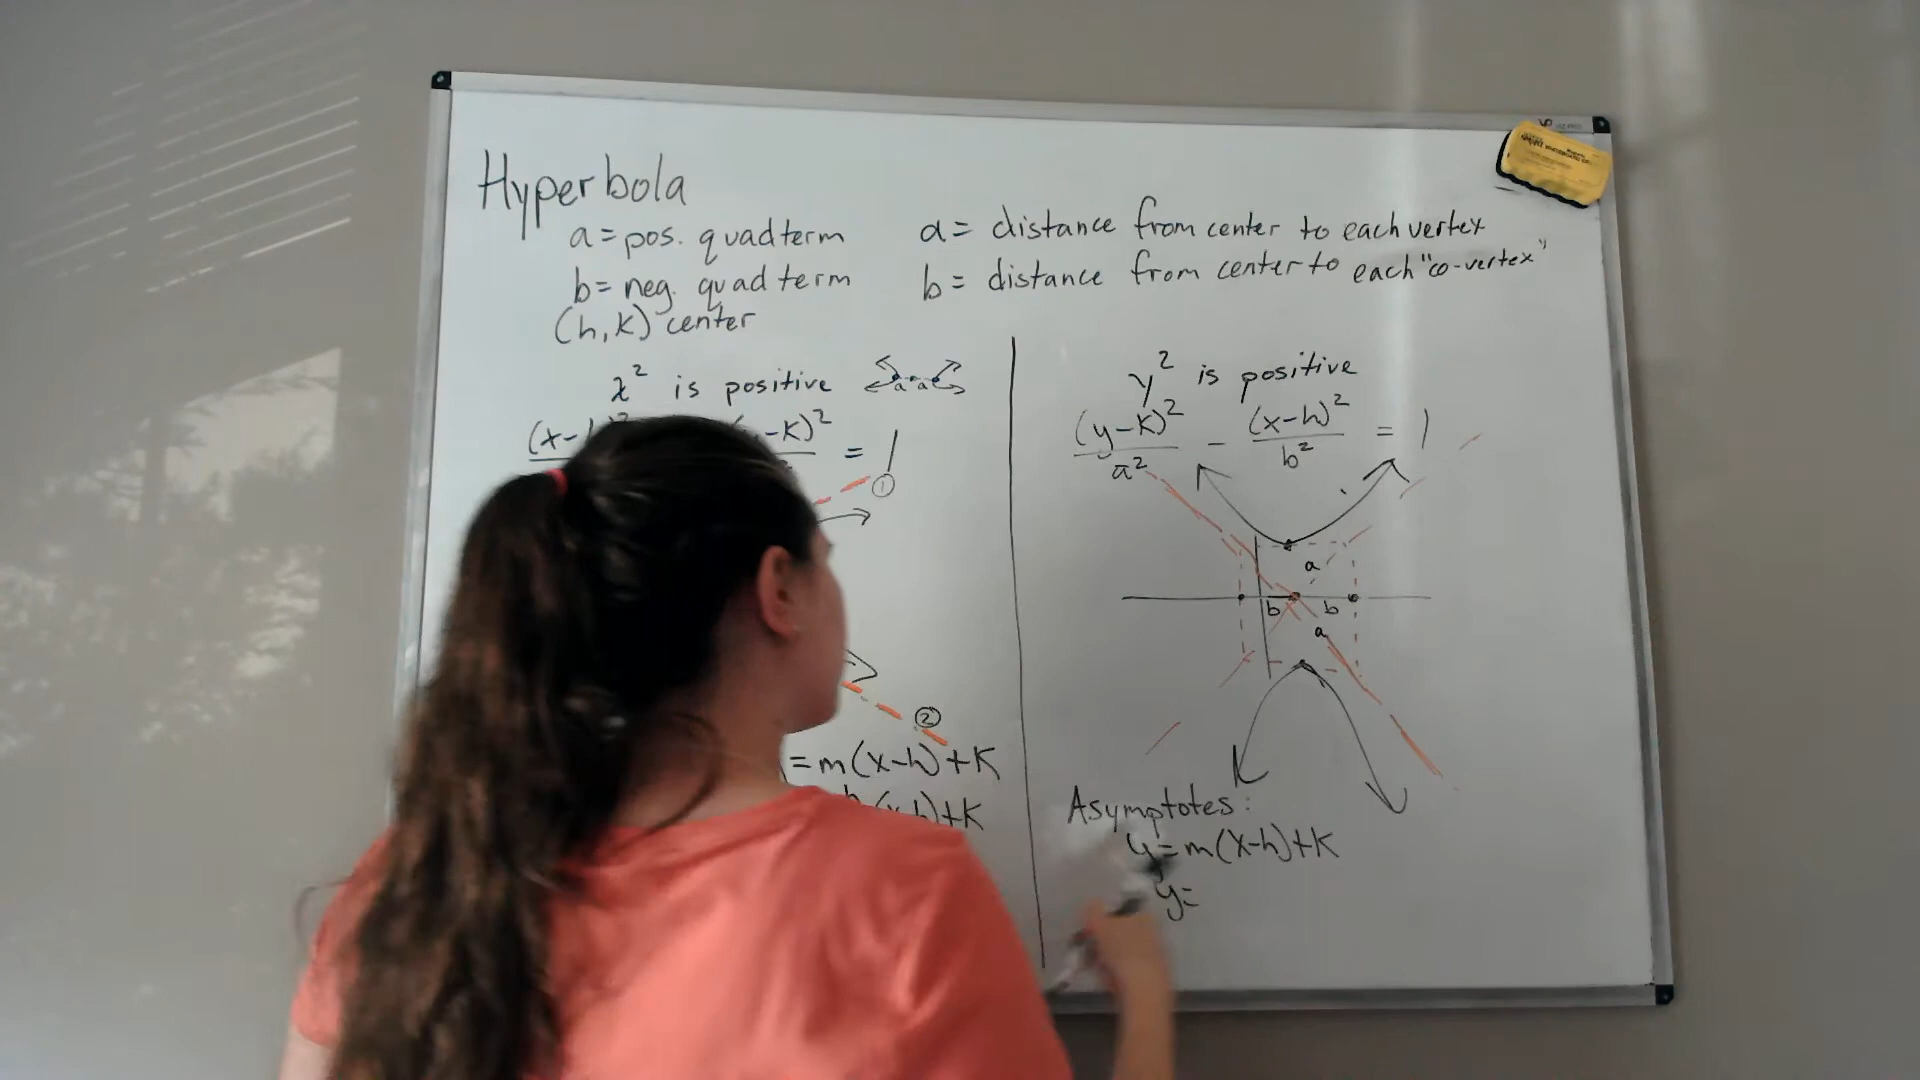 Hyperbola
a = pos. quad term
b = neg. quad term
(h, k) center
a = distance from center to each vertex
b = distance from center to each "co-vertex"
x² is positive
a a
(x- -k)² = 1
①
②
= m(x-h)+k
(x-h)+k
y² is positive
(y-k)² / a² - (x-h)² / b² = 1
a
b b
a
Asymptotes:
y = m(x-h)+k
y =